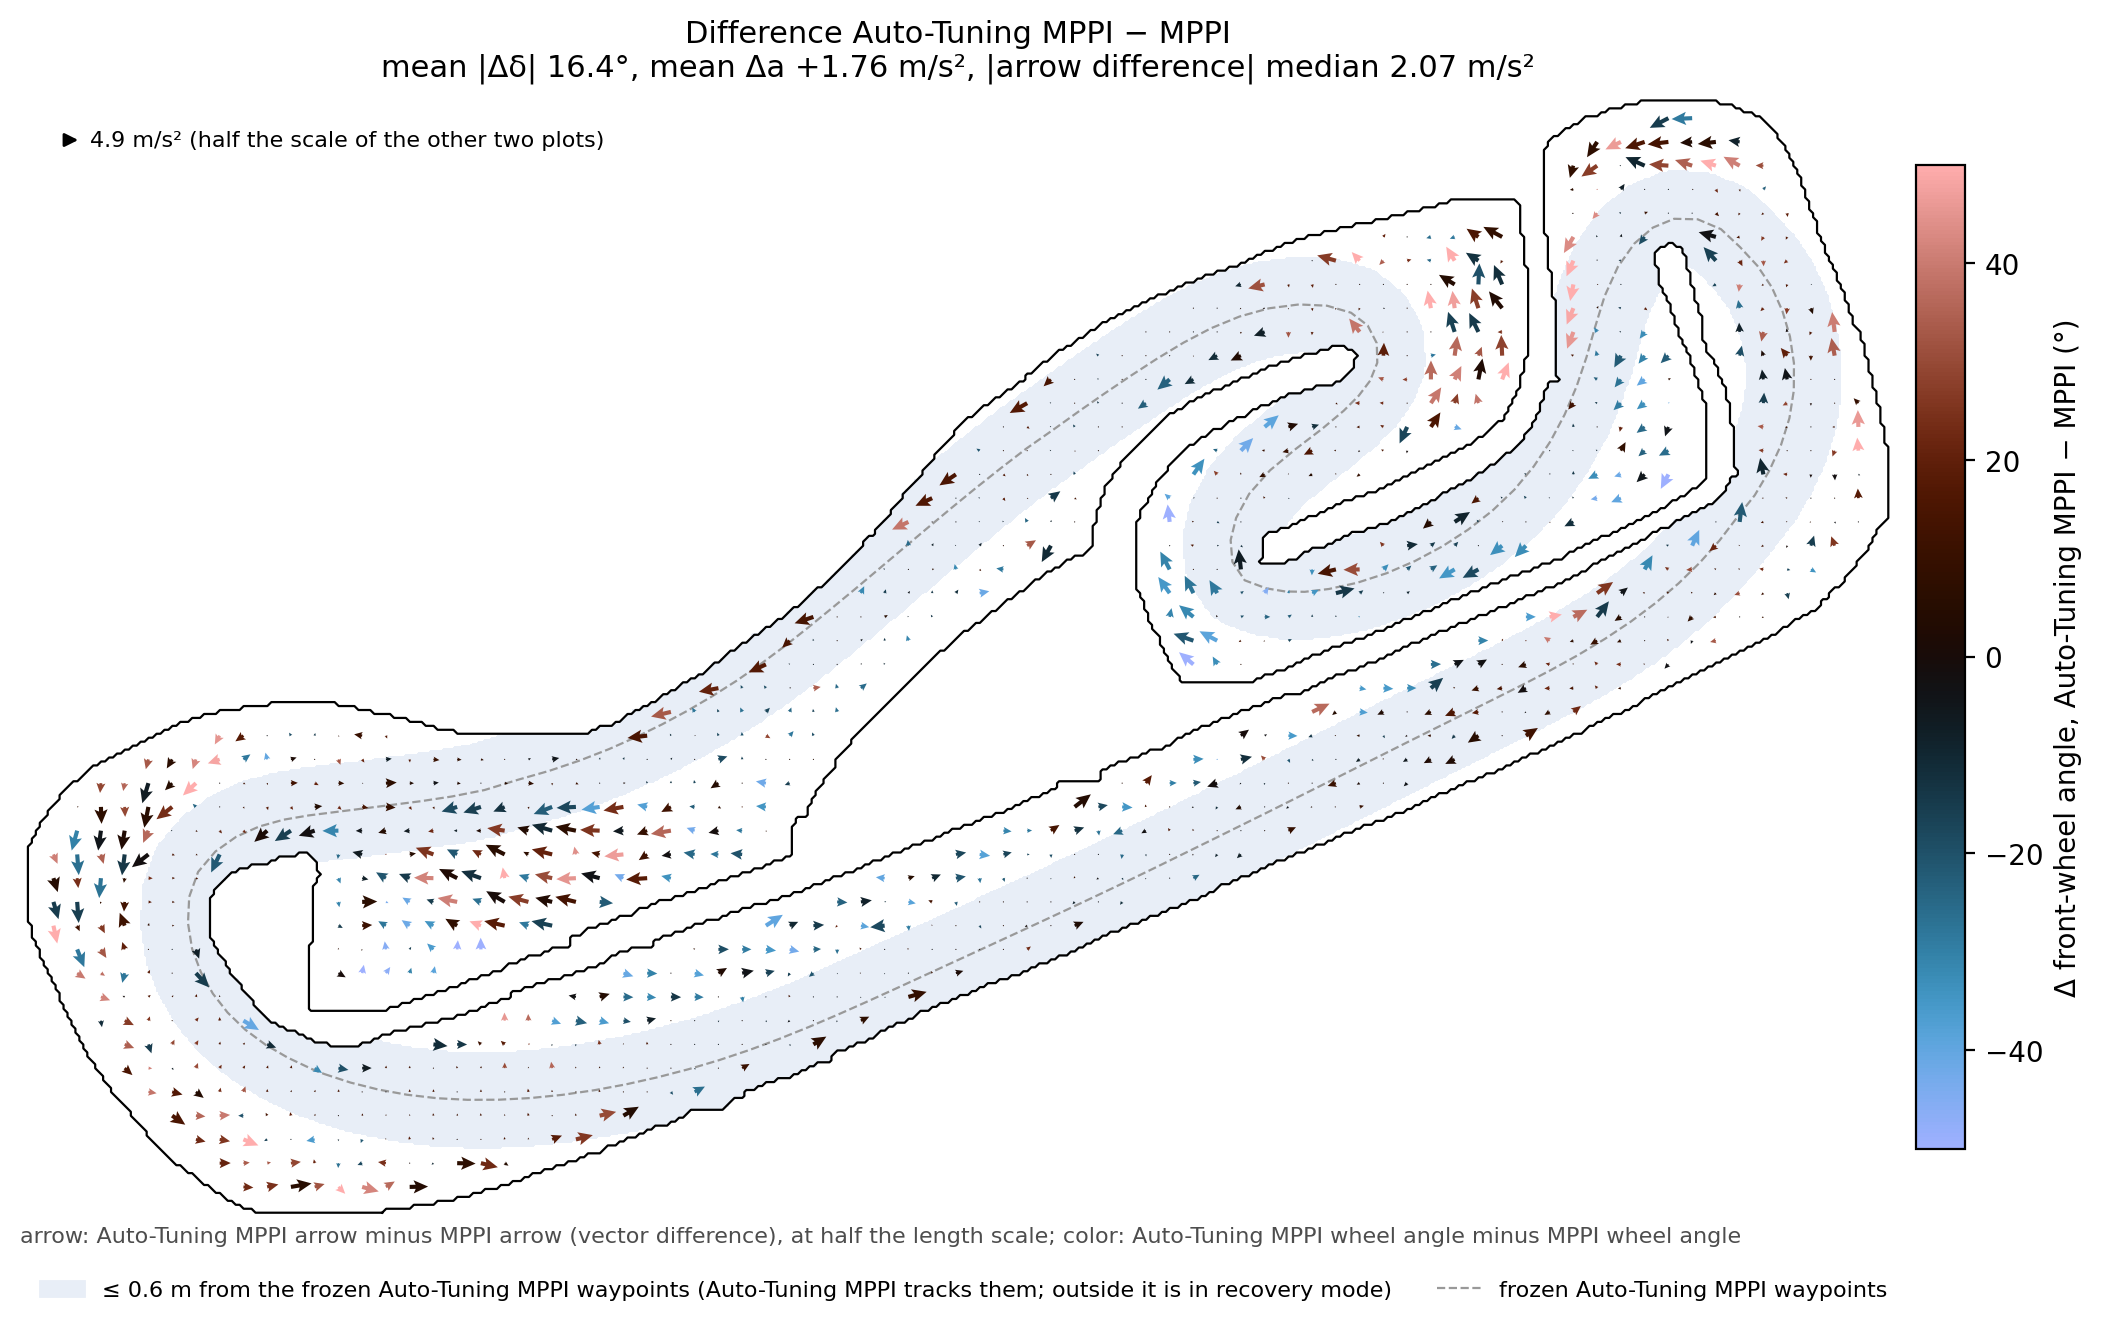 Difference Auto-Tuning MPPI − MPPI
mean |Δδ| 16.4°, mean Δa +1.76 m/s², |arrow difference| median 2.07 m/s²
4.9 m/s² (half the scale of the other two plots)
40
20
0
−20
−40
Δ front-wheel angle, Auto-Tuning MPPI − MPPI (°)
arrow: Auto-Tuning MPPI arrow minus MPPI arrow (vector difference), at half the length scale; color: Auto-Tuning MPPI wheel angle minus MPPI wheel angle
≤ 0.6 m from the frozen Auto-Tuning MPPI waypoints (Auto-Tuning MPPI tracks them; outside it is in recovery mode)
frozen Auto-Tuning MPPI waypoints